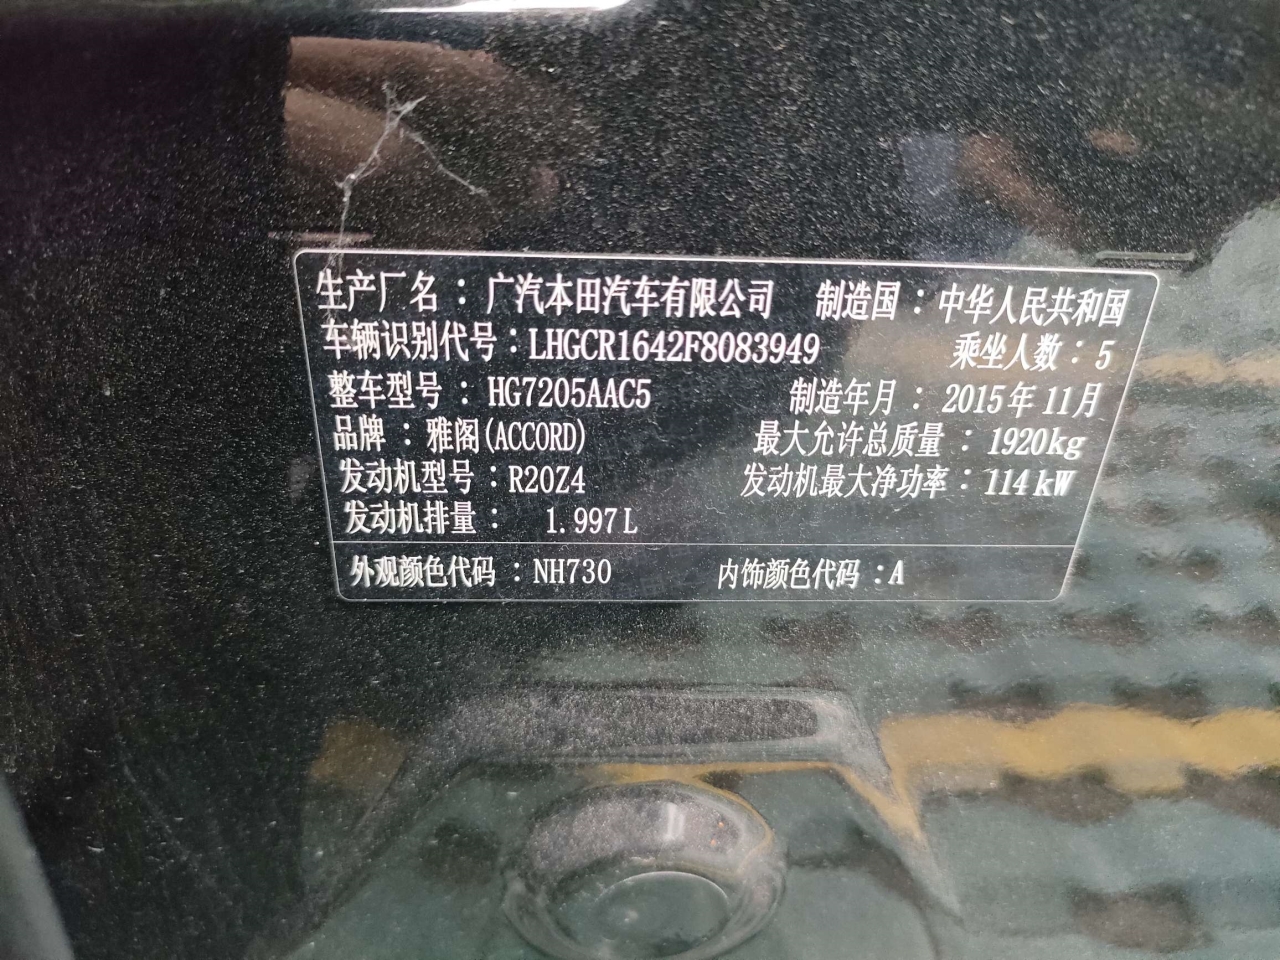 生产厂名：广汽本田汽车有限公司 制造国：中华人民共和国
车辆识别代号：LHGCR1642F8083949 乘坐人数：5
整车型号：HG7205AAC5 制造年月：2015年11月
品牌：雅阁(ACCORD) 最大允许总质量：1920kg
发动机型号：R20Z4 发动机最大净功率：114kW
发动机排量：1.997L
外观颜色代码：NH730 内饰颜色代码：A